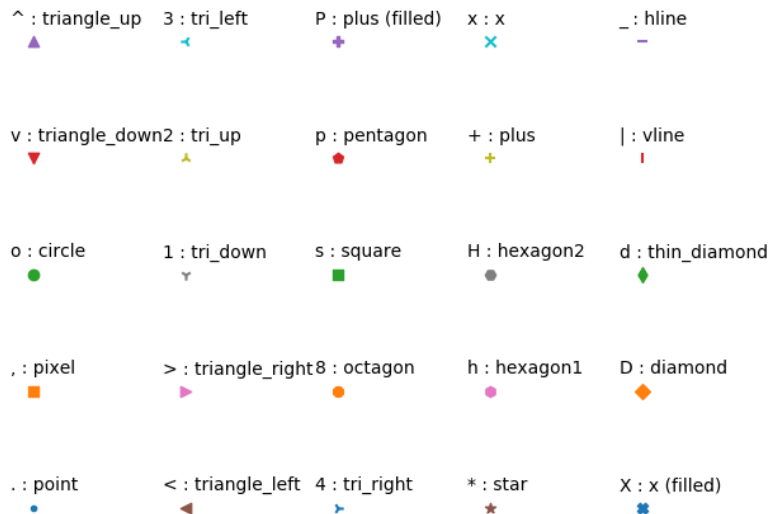 ^ : triangle_up 3 : tri_left P : plus (filled) x : x _ : hline
v : triangle_down 2 : tri_up p : pentagon + : plus | : vline
o : circle 1 : tri_down s : square H : hexagon2 d : thin_diamond
, : pixel > : triangle_right 8 : octagon h : hexagon1 D : diamond
. : point < : triangle_left 4 : tri_right * : star X : x (filled)